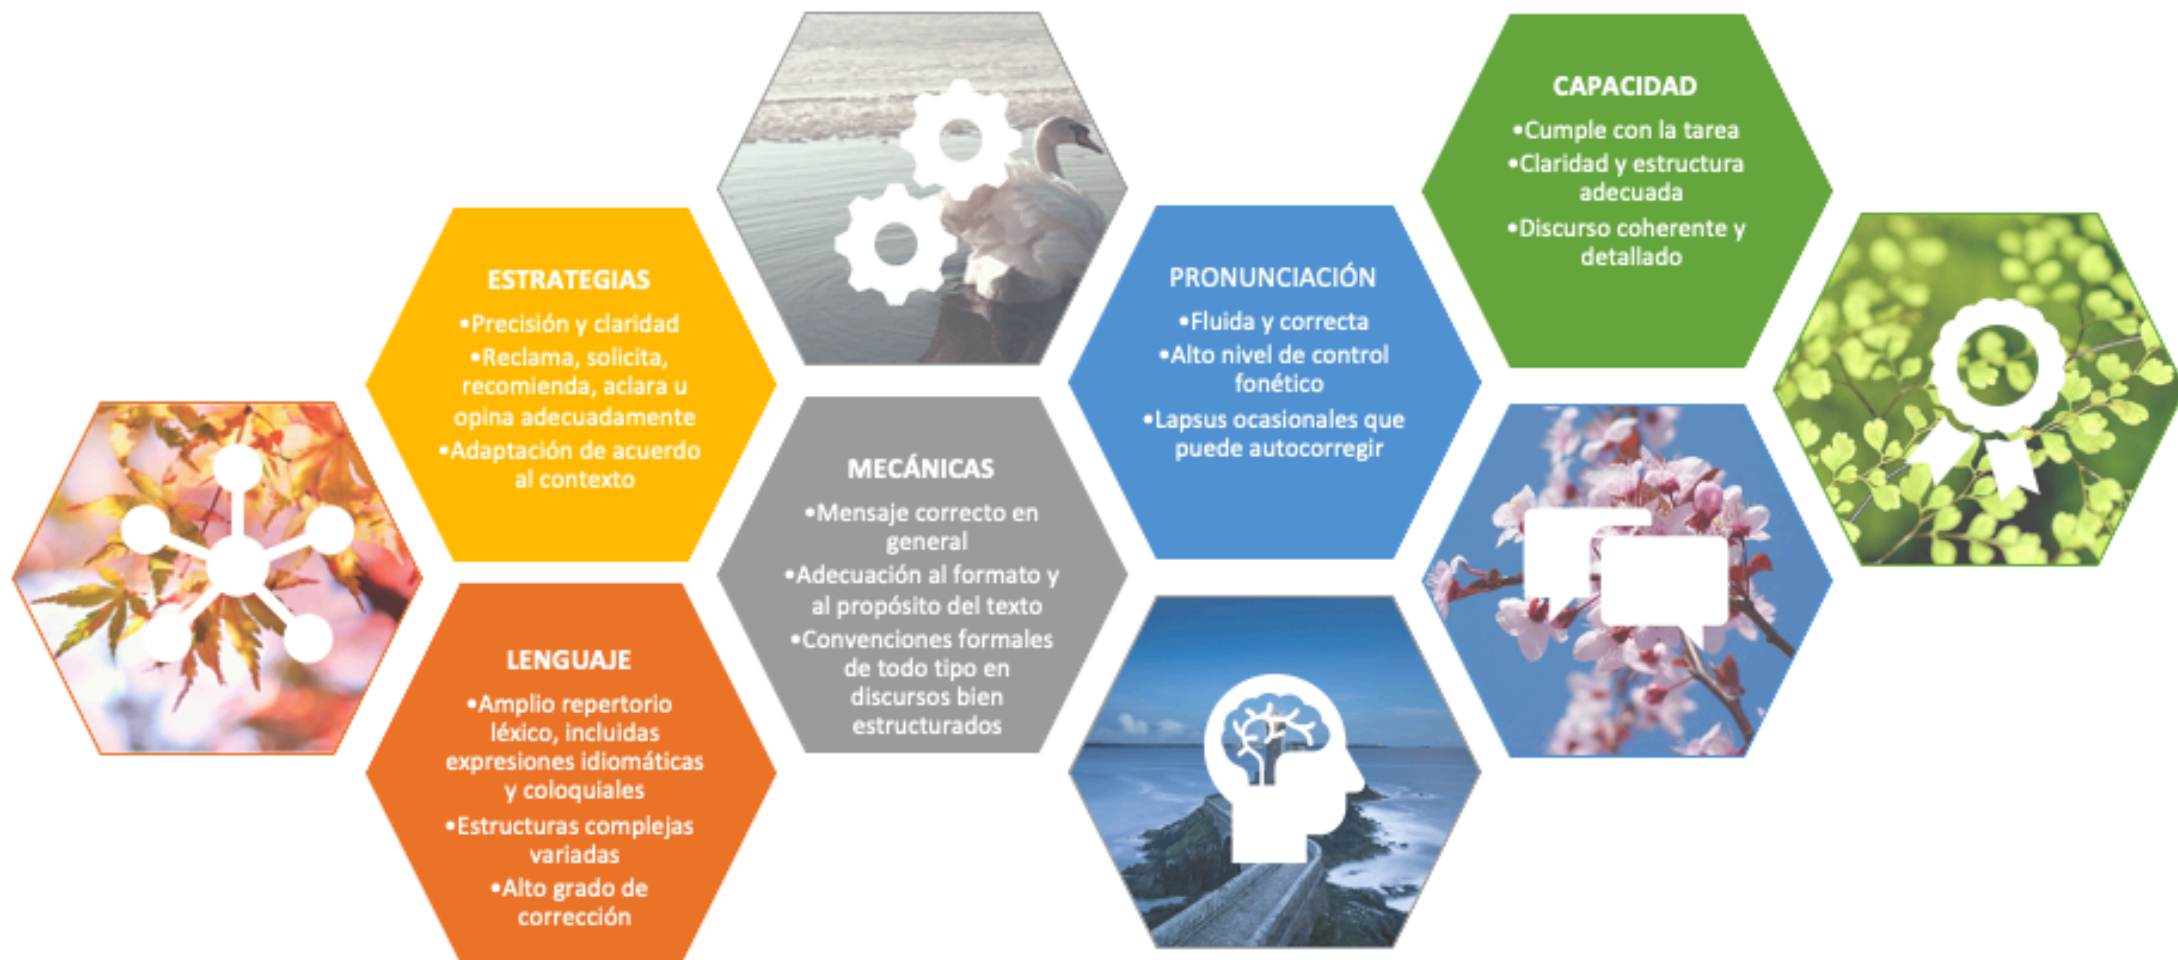 ESTRATEGIAS
•Precisión y claridad
•Reclama, solicita,
recomienda, aclara u
opina adecuadamente
•Adaptación de acuerdo
al contexto
LENGUAJE
•Amplio repertorio
léxico, incluidas
expresiones idiomáticas
y coloquiales
•Estructuras complejas
variadas
•Alto grado de
corrección
MECÁNICAS
•Mensaje correcto en
general
•Adecuación al formato y
al propósito del texto
•Convenciones formales
de todo tipo en
discursos bien
estructurados
PRONUNCIACIÓN
•Fluida y correcta
•Alto nivel de control
fonético
•Lapsus ocasionales que
puede autocorregir
CAPACIDAD
•Cumple con la tarea
•Claridad y estructura
adecuada
•Discurso coherente y
detallado